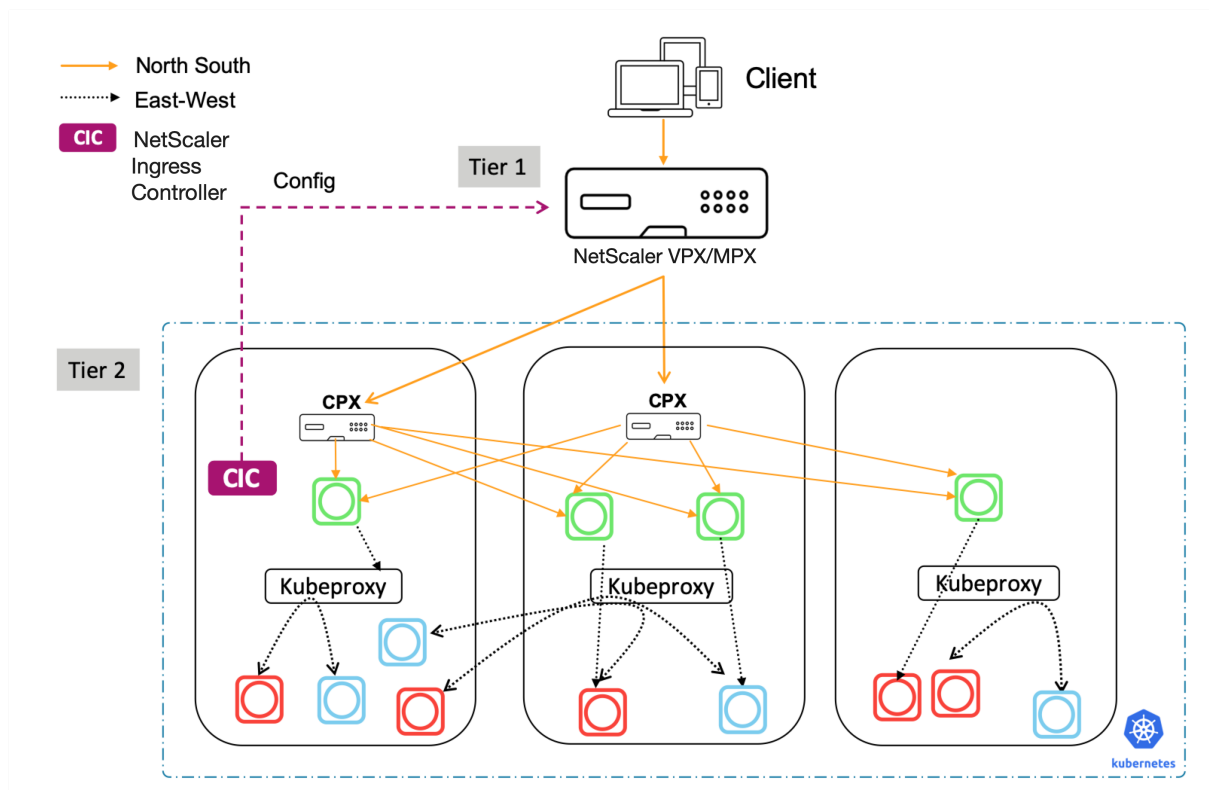 North South
East-West
CIC
NetScaler
Ingress
Controller
Client
Config
Tier 1
NetScaler VPX/MPX
Tier 2
CPX
CPX
CIC
Kubeproxy
Kubeproxy
Kubeproxy
kubernetes